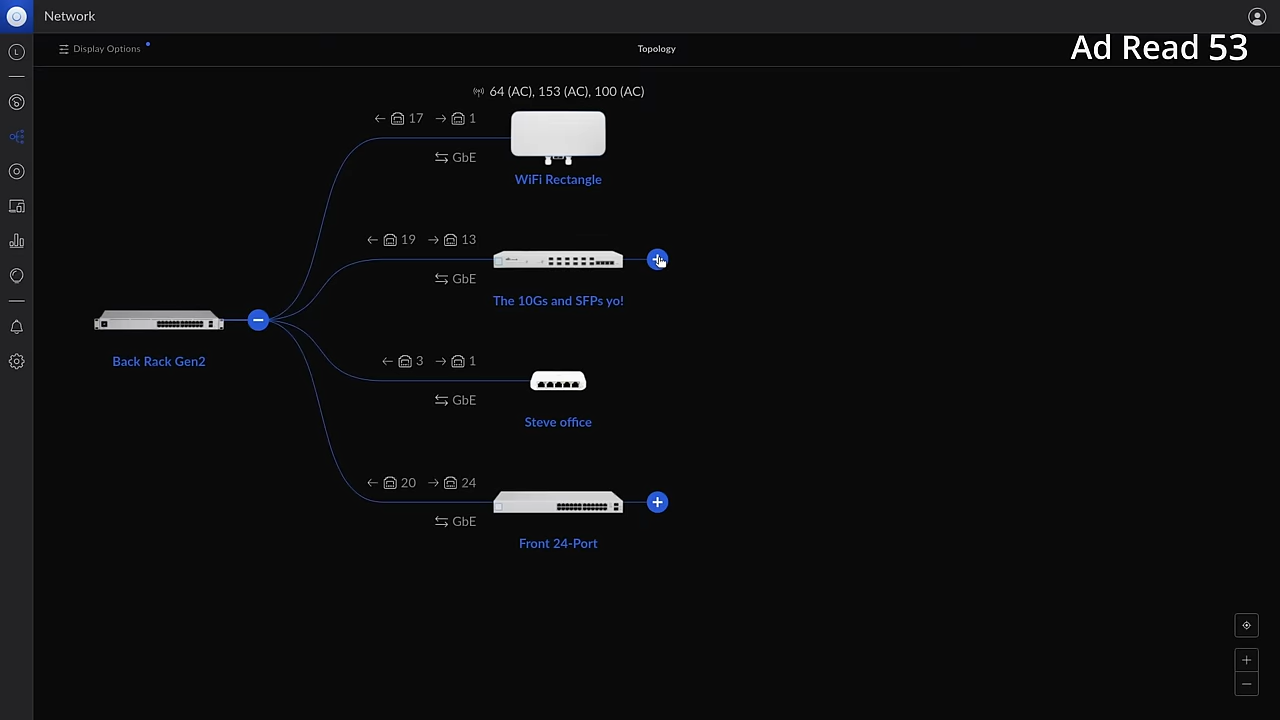 Network
Display Options
Topology
Ad Read 53
64 (AC), 153 (AC), 100 (AC)
← 17 → 1
GbE
WiFi Rectangle
← 19 → 13
GbE
The 10Gs and SFPs yo!
Back Rack Gen2
← 3 → 1
GbE
Steve office
← 20 → 24
GbE
Front 24-Port